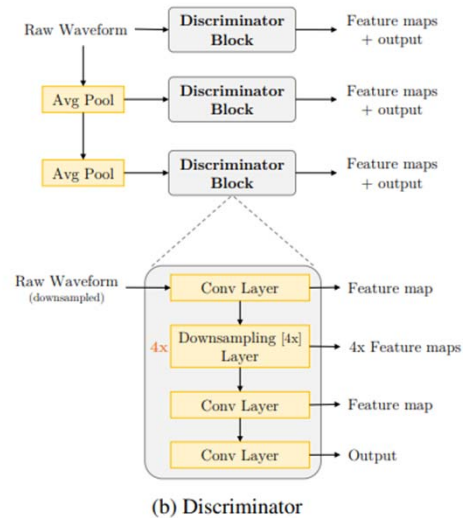 Raw Waveform
Discriminator
Block
Feature maps
+ output
Avg Pool
Discriminator
Block
Feature maps
+ output
Avg Pool
Discriminator
Block
Feature maps
+ output
Raw Waveform
(downsampled)
Conv Layer
Feature map
4x
Downsampling [4x]
Layer
4x Feature maps
Conv Layer
Feature map
Conv Layer
Output
(b) Discriminator